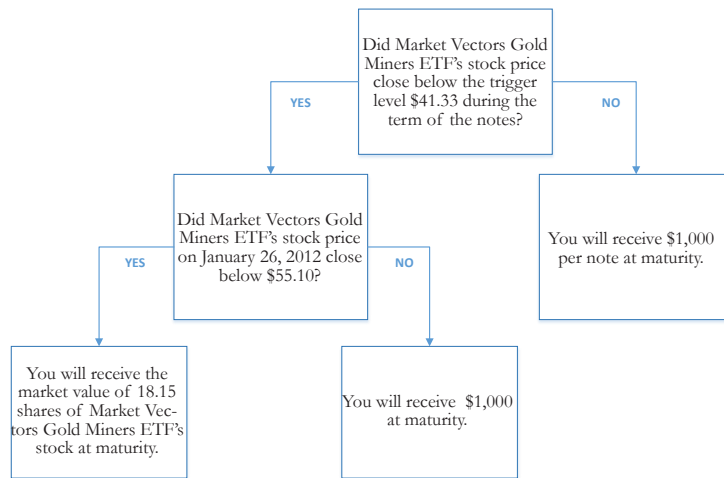 Did Market Vectors Gold
Miners ETF's stock price
close below the trigger
level $41.33 during the
term of the notes?
YES
NO
Did Market Vectors Gold
Miners ETF's stock price
on January 26, 2012 close
below $55.10?
You will receive $1,000
per note at maturity.
YES
NO
You will receive the
market value of 18.15
shares of Market Vec-
tors Gold Miners ETF's
stock at maturity.
You will receive $1,000
at maturity.